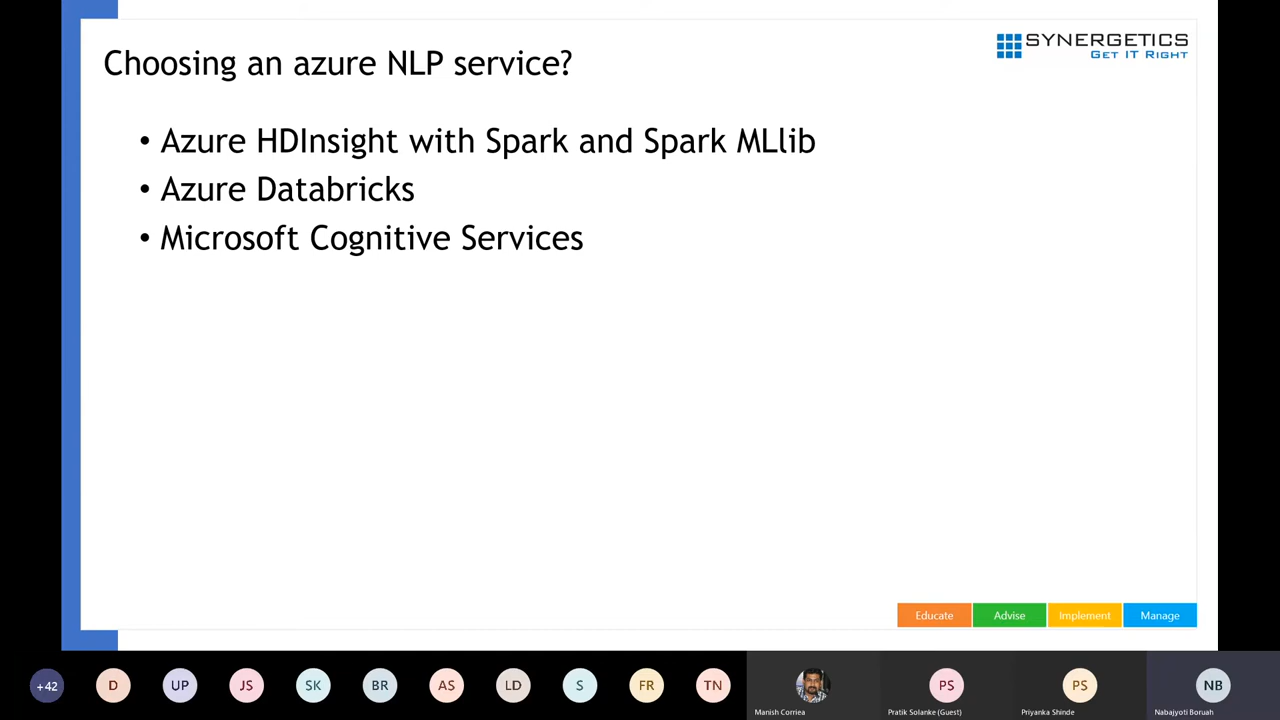 Choosing an azure NLP service?
SYNERGETICS
GET IT RIGHT
• Azure HDInsight with Spark and Spark MLlib
• Azure Databricks
• Microsoft Cognitive Services
Educate Advise Implement Manage
+42 D UP JS SK BR AS LD S FR TN PS PS NB
Manish Correia Pratik Solanke (Guest) Priyanka Shinde Nabajyoti Boruah